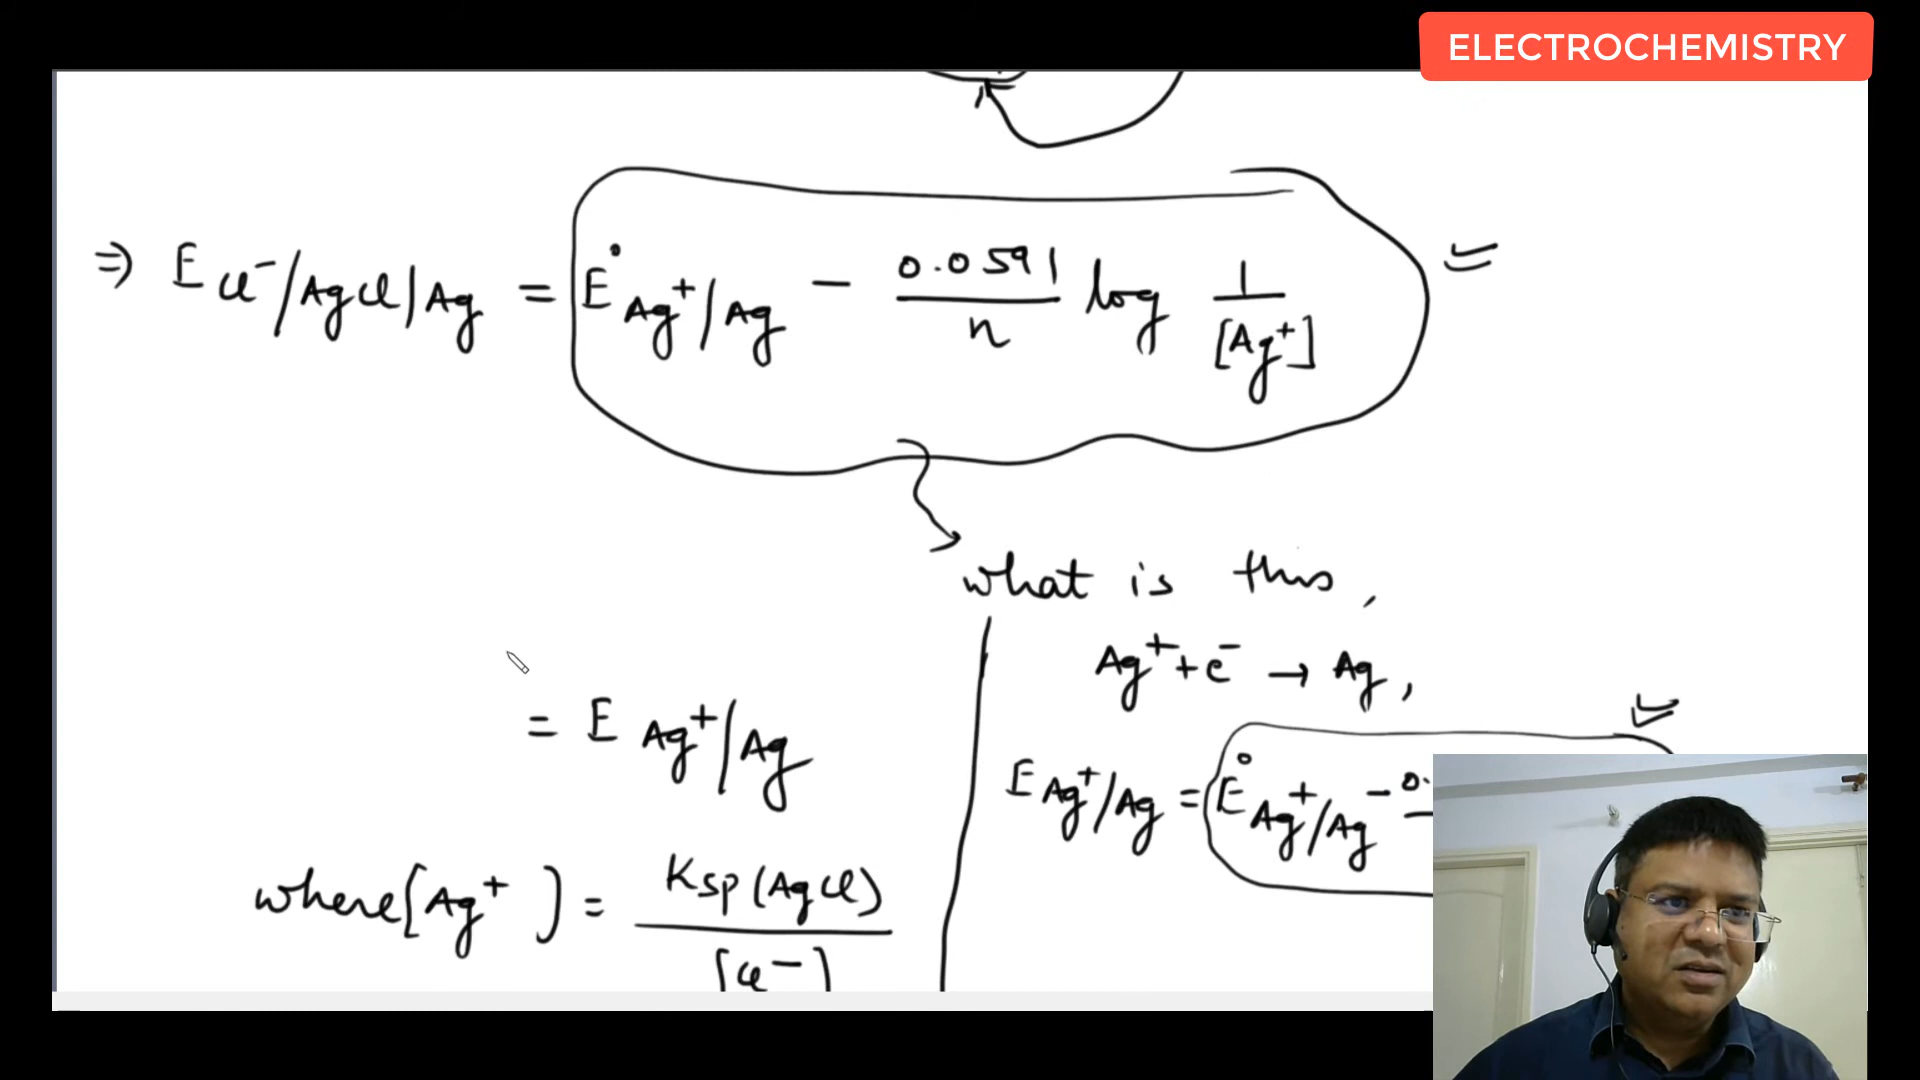 ELECTROCHEMISTRY
⇒ E Cl⁻/AgCl/Ag = E° Ag⁺/Ag − 0.0591/n log 1/[Ag⁺]
what is this,
Ag⁺ + e⁻ → Ag,
= E Ag⁺/Ag
E Ag⁺/Ag = E° Ag⁺/Ag − 0.
where [Ag⁺] = Ksp(AgCl)/[Cl⁻]